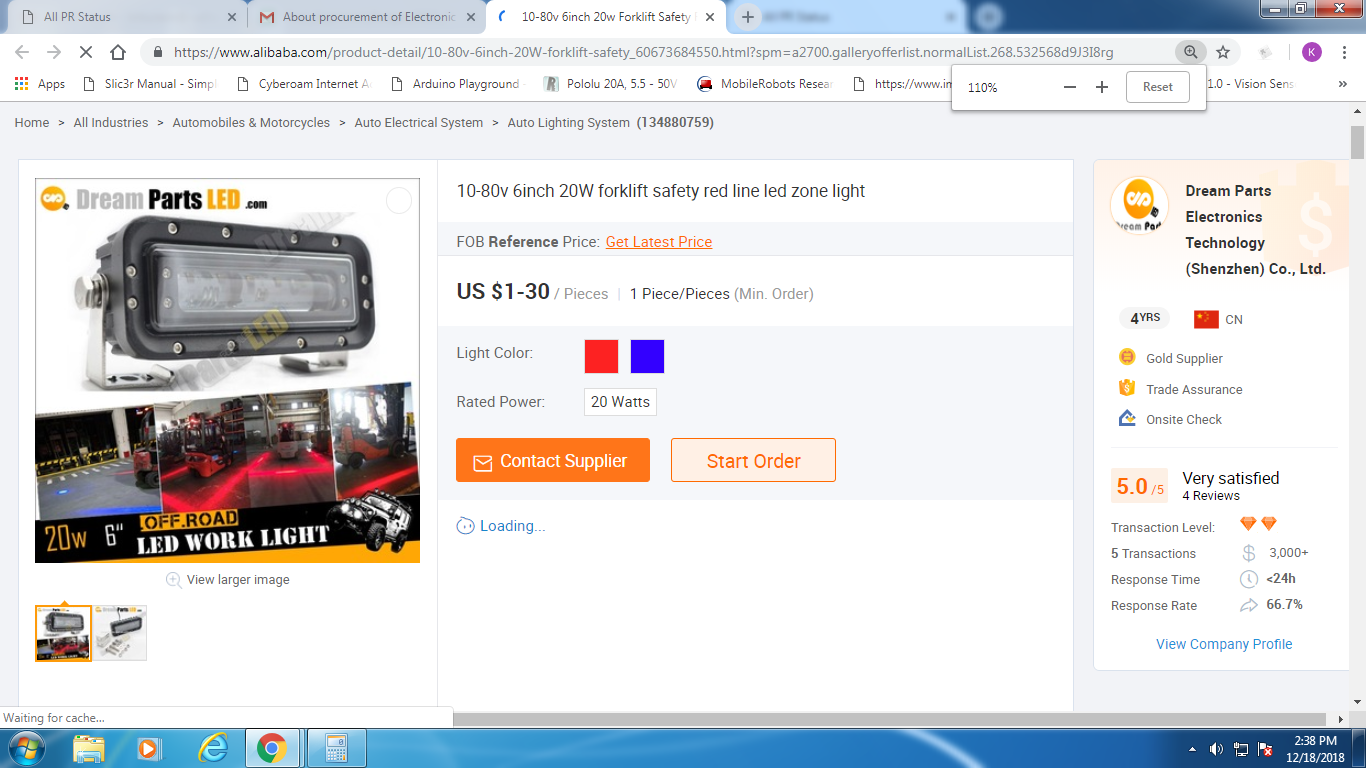 All PR Status
About procurement of Electronic
10-80v 6inch 20w Forklift Safety
All PR Status
https://www.alibaba.com/product-detail/10-80v-6inch-20W-forklift-safety_60673684550.html?spm=a2700.galleryofferlist.normalList.268.532568d9J3I8rg
K
Apps
Slic3r Manual - Simpl
Cyberoam Internet Ac
Arduino Playground -
Pololu 20A, 5.5 - 50V
MobileRobots Resear
https://www.im
1.0 - Vision Sens
»
110%
Reset
Home > All Industries > Automobiles & Motorcycles > Auto Electrical System > Auto Lighting System (134880759)
Dream Parts LED .com
20w 6" OFF.ROAD
LED WORK LIGHT
View larger image
10-80v 6inch 20W forklift safety red line led zone light
FOB Reference Price: Get Latest Price
US $1-30 / Pieces | 1 Piece/Pieces (Min. Order)
Light Color:
Rated Power: 20 Watts
Contact Supplier
Start Order
Loading...
Dream Parts
Electronics
Technology
(Shenzhen) Co., Ltd.
4 YRS CN
Gold Supplier
Trade Assurance
Onsite Check
5.0 /5 Very satisfied
4 Reviews
Transaction Level:
5 Transactions 3,000+
Response Time <24h
Response Rate 66.7%
View Company Profile
Waiting for cache...
2:38 PM
12/18/2018